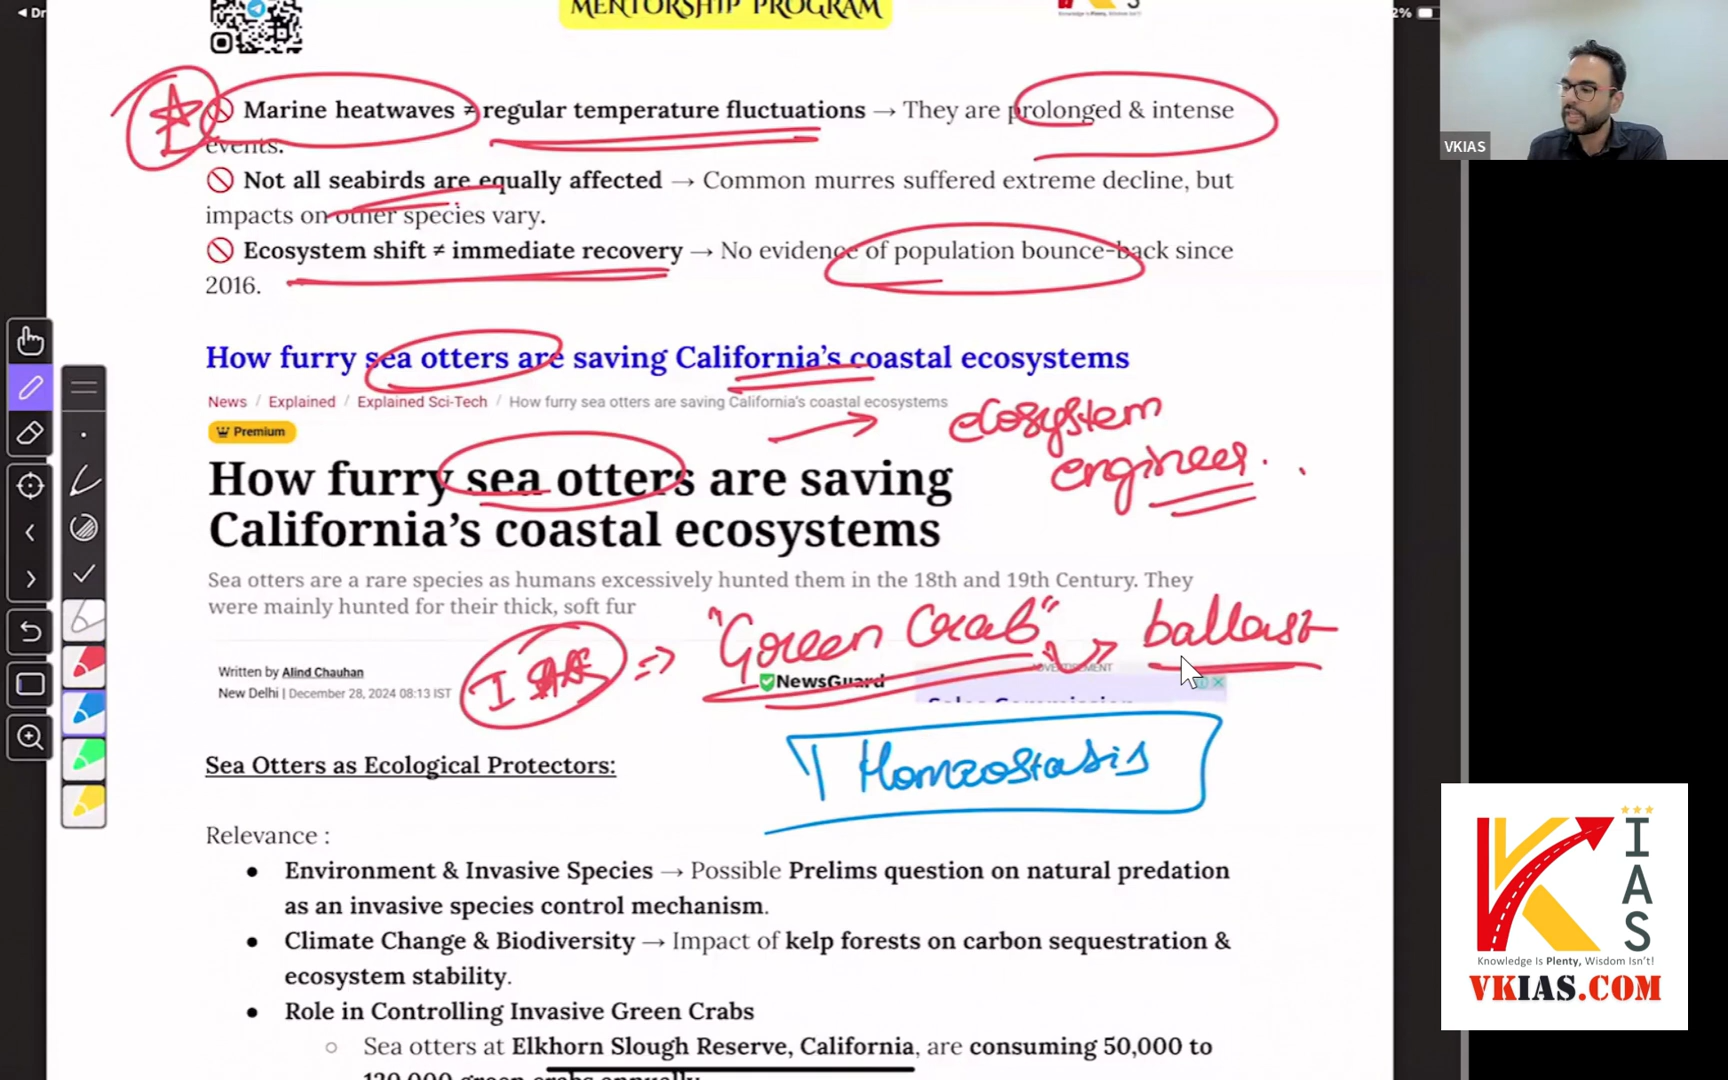 Dr
MENTORSHIP PROGRAM
2%
🚫 Marine heatwaves ≠ regular temperature fluctuations → They are prolonged & intense
events.
VKIAS
🚫 Not all seabirds are equally affected → Common murres suffered extreme decline, but
impacts on other species vary.
🚫 Ecosystem shift ≠ immediate recovery → No evidence of population bounce-back since
2016.
How furry sea otters are saving California's coastal ecosystems
News / Explained / Explained Sci-Tech / How furry sea otters are saving California's coastal ecosystems
Premium
ecosystem
engineer.
How furry sea otters are saving
California's coastal ecosystems
Sea otters are a rare species as humans excessively hunted them in the 18th and 19th Century. They
were mainly hunted for their thick, soft fur
"Green Crab" ballast
Written by Alind Chauhan
New Delhi | December 28, 2024 08:13 IST
ADVERTISEMENT
NewsGuard
Homeostasis
Sea Otters as Ecological Protectors:
Relevance :
● Environment & Invasive Species → Possible Prelims question on natural predation
as an invasive species control mechanism.
● Climate Change & Biodiversity → Impact of kelp forests on carbon sequestration &
ecosystem stability.
● Role in Controlling Invasive Green Crabs
○ Sea otters at Elkhorn Slough Reserve, California, are consuming 50,000 to
120,000 green crabs annually
IAS
Knowledge Is Plenty, Wisdom Isn't!
VKIAS.COM